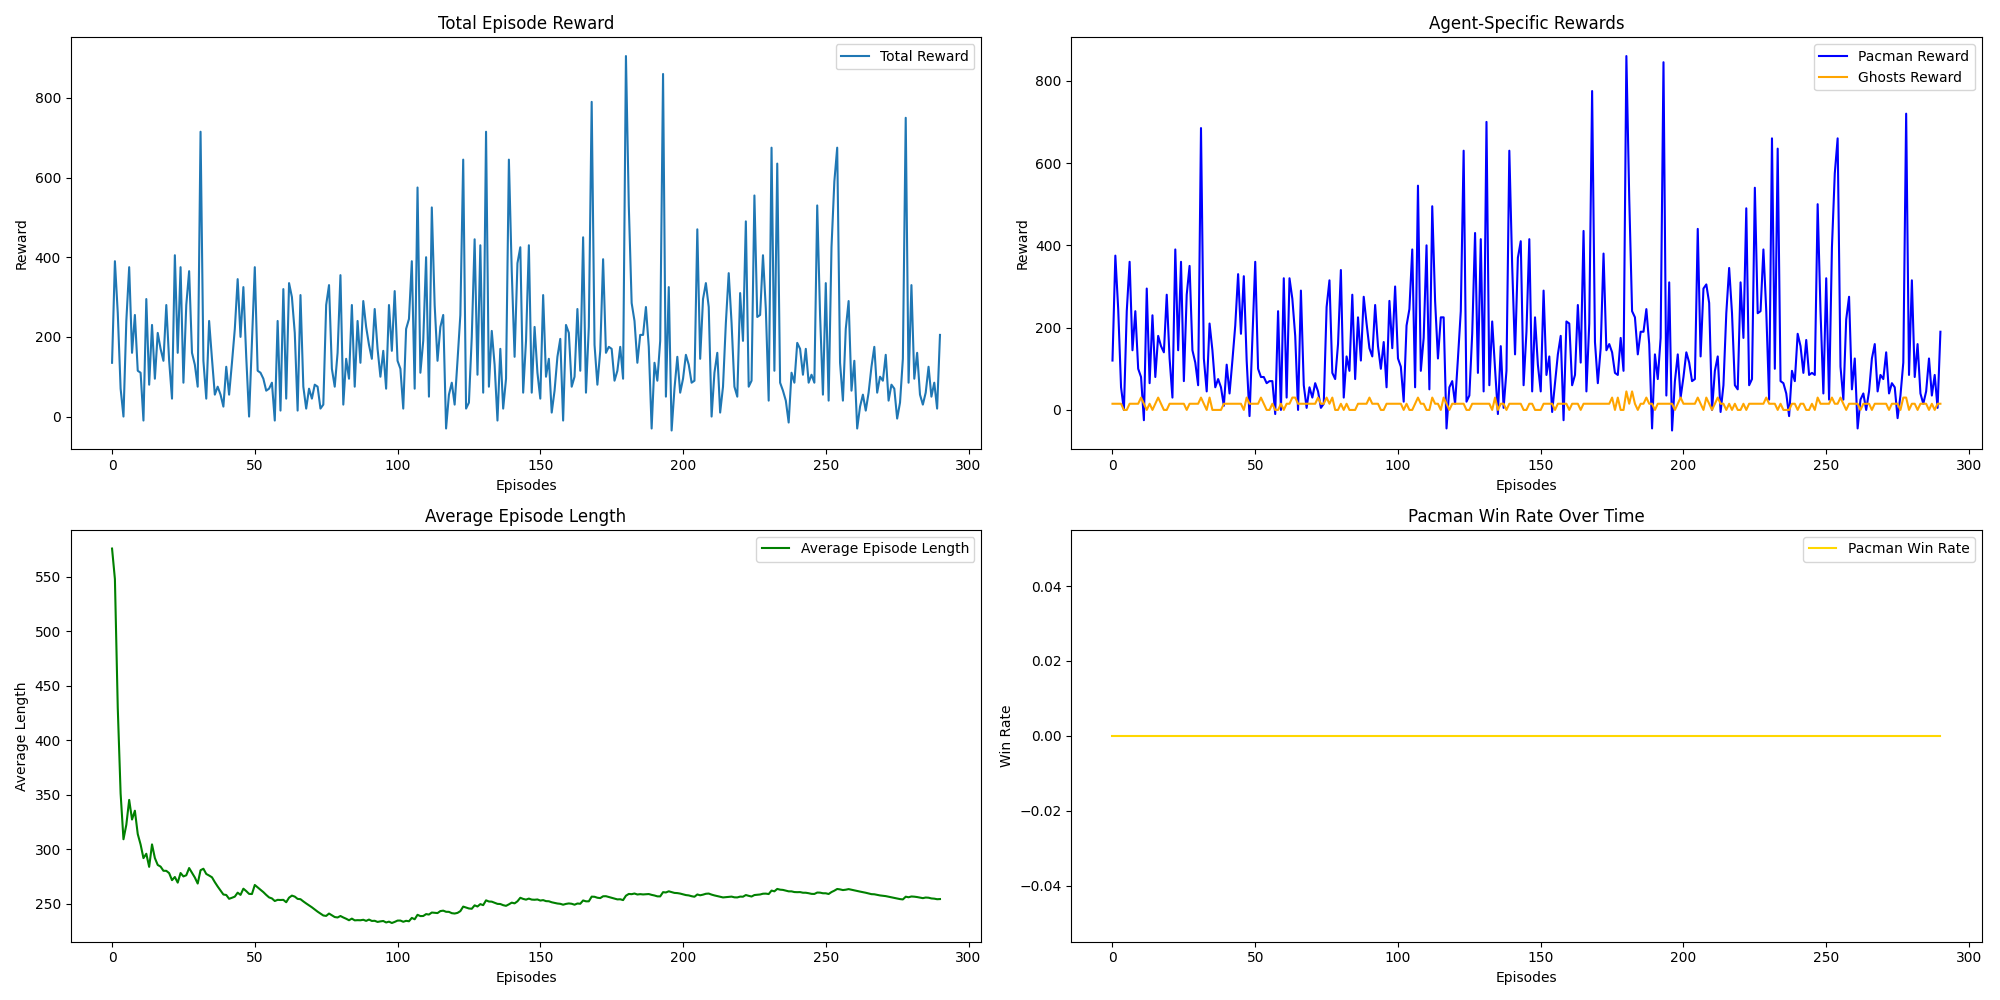 Total Episode Reward
Total Reward
Reward
800
600
400
200
0
0 50 100 150 200 250 300
Episodes
Agent-Specific Rewards
Pacman Reward
Ghosts Reward
Reward
800
600
400
200
0
0 50 100 150 200 250 300
Episodes
Average Episode Length
Average Episode Length
Average Length
550
500
450
400
350
300
250
0 50 100 150 200 250 300
Episodes
Pacman Win Rate Over Time
Pacman Win Rate
Win Rate
0.04
0.02
0.00
−0.02
−0.04
0 50 100 150 200 250 300
Episodes